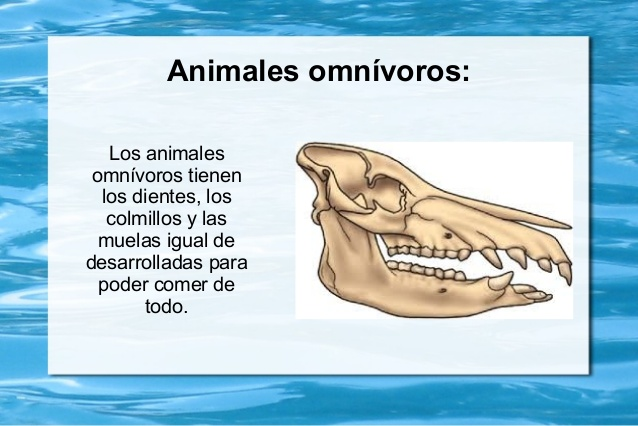 Animales omnívoros:
Los animales
omnívoros tienen
los dientes, los
colmillos y las
muelas igual de
desarrolladas para
poder comer de
todo.